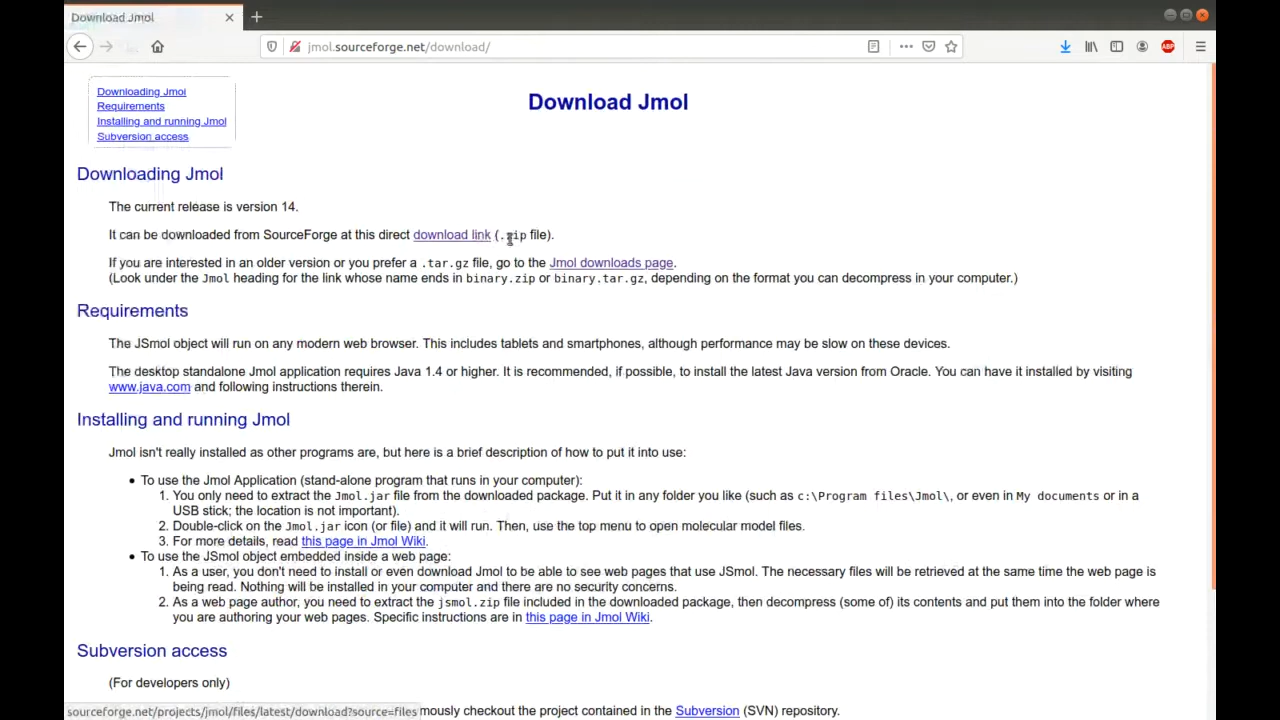 Download Jmol
jmol.sourceforge.net/download/
ABP
Downloading Jmol
Requirements
Installing and running Jmol
Subversion access
Download Jmol
Downloading Jmol
The current release is version 14.
It can be downloaded from SourceForge at this direct download link (.zip file).
If you are interested in an older version or you prefer a .tar.gz file, go to the Jmol downloads page.
(Look under the Jmol heading for the link whose name ends in binary.zip or binary.tar.gz, depending on the format you can decompress in your computer.)
Requirements
The JSmol object will run on any modern web browser. This includes tablets and smartphones, although performance may be slow on these devices.
The desktop standalone Jmol application requires Java 1.4 or higher. It is recommended, if possible, to install the latest Java version from Oracle. You can have it installed by visiting
www.java.com and following instructions therein.
Installing and running Jmol
Jmol isn't really installed as other programs are, but here is a brief description of how to put it into use:
• To use the Jmol Application (stand-alone program that runs in your computer):
1. You only need to extract the Jmol.jar file from the downloaded package. Put it in any folder you like (such as c:\Program files\Jmol\, or even in My documents or in a
USB stick; the location is not important).
2. Double-click on the Jmol.jar icon (or file) and it will run. Then, use the top menu to open molecular model files.
3. For more details, read this page in Jmol Wiki.
• To use the JSmol object embedded inside a web page:
1. As a user, you don't need to install or even download Jmol to be able to see web pages that use JSmol. The necessary files will be retrieved at the same time the web page is
being read. Nothing will be installed in your computer and there are no security concerns.
2. As a web page author, you need to extract the jsmol.zip file included in the downloaded package, then decompress (some of) its contents and put them into the folder where
you are authoring your web pages. Specific instructions are in this page in Jmol Wiki.
Subversion access
(For developers only)
sourceforge.net/projects/jmol/files/latest/download?source=files
mously checkout the project contained in the Subversion (SVN) repository.